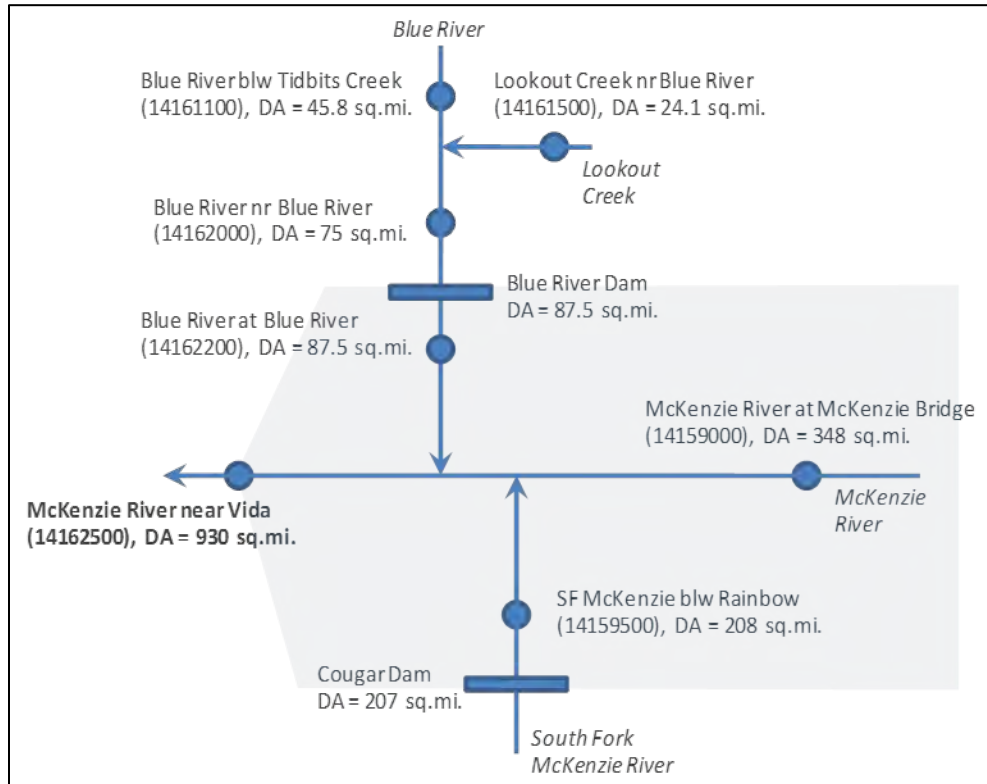 Blue River
Blue River blw Tidbits Creek
(14161100), DA = 45.8 sq.mi.
Lookout Creek nr Blue River
(14161500), DA = 24.1 sq.mi.
Lookout
Creek
Blue River nr Blue River
(14162000), DA = 75 sq.mi.
Blue River Dam
DA = 87.5 sq.mi.
Blue River at Blue River
(14162200), DA = 87.5 sq.mi.
McKenzie River at McKenzie Bridge
(14159000), DA = 348 sq.mi.
McKenzie
River
McKenzie River near Vida
(14162500), DA = 930 sq.mi.
SF McKenzie blw Rainbow
(14159500), DA = 208 sq.mi.
Cougar Dam
DA = 207 sq.mi.
South Fork
McKenzie River